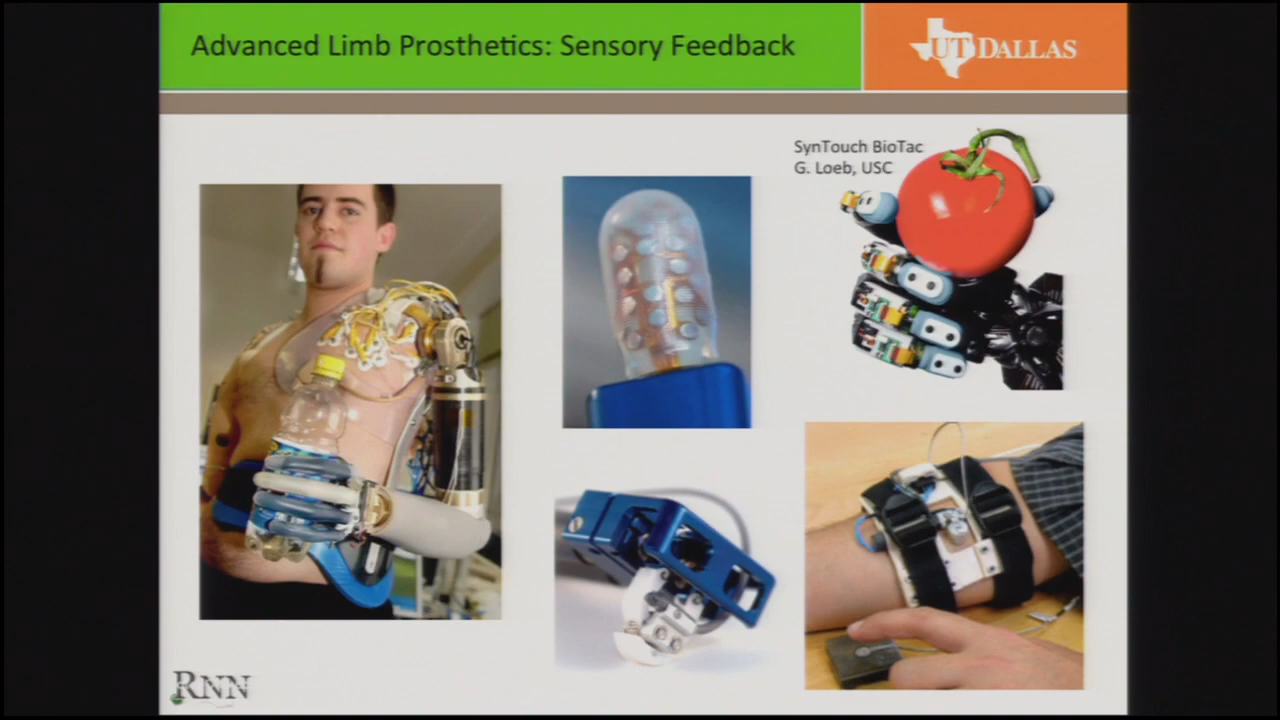 Advanced Limb Prosthetics: Sensory Feedback
UT DALLAS
SynTouch BioTac
G. Loeb, USC
RNN